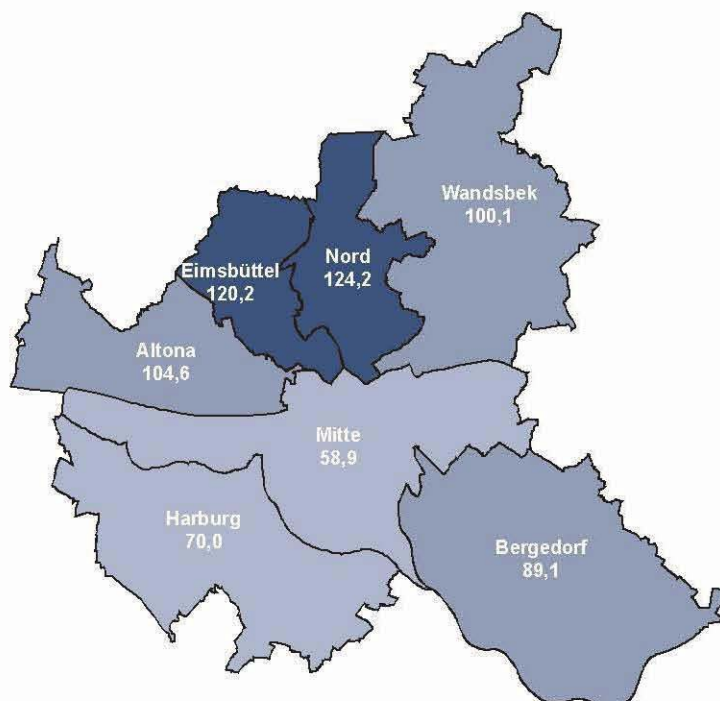 Wandsbek
100,1
Nord
124,2
Eimsbüttel
120,2
Altona
104,6
Mitte
58,9
Harburg
70,0
Bergedorf
89,1